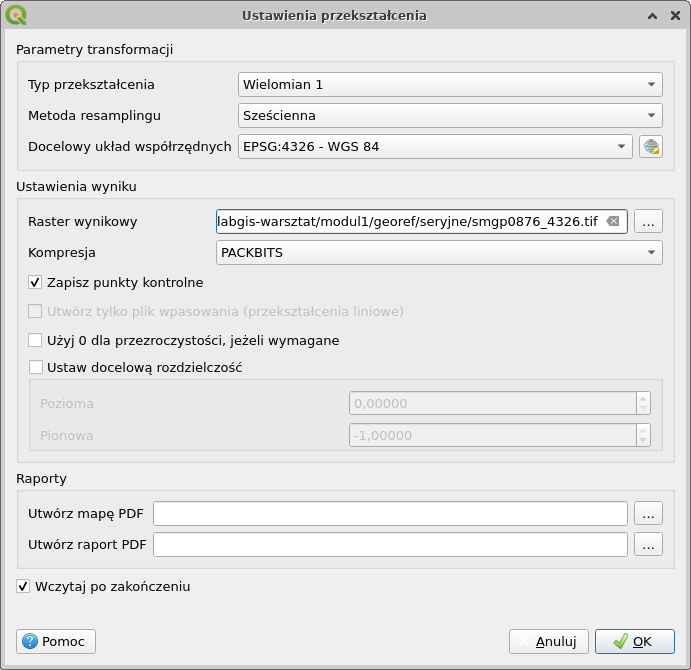 Ustawienia przekształcenia
Parametry transformacji
Typ przekształcenia Wielomian 1
Metoda resamplingu Sześcienna
Docelowy układ współrzędnych EPSG:4326 - WGS 84
Ustawienia wyniku
Raster wynikowy labgis-warsztat/modul1/georef/seryjne/smgp0876_4326.tif ...
Kompresja PACKBITS
Zapisz punkty kontrolne
Utwórz tylko plik wpasowania (przekształcenia liniowe)
Użyj 0 dla przezroczystości, jeżeli wymagane
Ustaw docelową rozdzielczość
Pozioma 0,00000
Pionowa -1,00000
Raporty
Utwórz mapę PDF ...
Utwórz raport PDF ...
Wczytaj po zakończeniu
Pomoc Anuluj OK